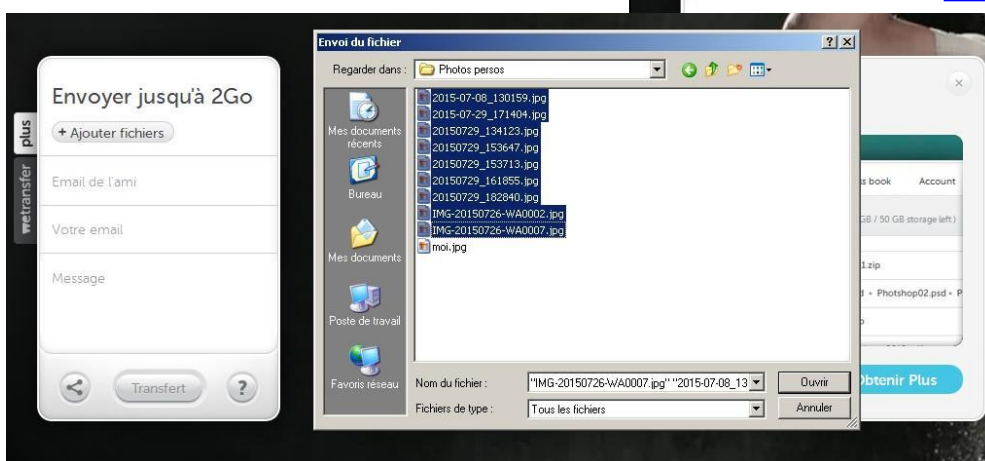 Envoyer jusqu'à 2Go
+ Ajouter fichiers
Email de l'ami
Votre email
Message
Transfert
?
plus
wetransfer
Envoi du fichier
Regarder dans :
Photos persos
Mes documents
récents
Bureau
Mes documents
Poste de travail
Favoris réseau
2015-07-08_130159.jpg
2015-07-29_171404.jpg
20150729_134123.jpg
20150729_153647.jpg
20150729_153713.jpg
20150729_161855.jpg
20150729_182840.jpg
IMG-20150726-WA0002.jpg
IMG-20150726-WA0007.jpg
moi.jpg
Nom du fichier :
"IMG-20150726-WA0007.jpg" "2015-07-08_13
Ouvrir
Fichiers de type :
Tous les fichiers
Annuler
s book
Account
GB / 50 GB storage left)
1.zip
Photshop02.psd
P
Obtenir Plus